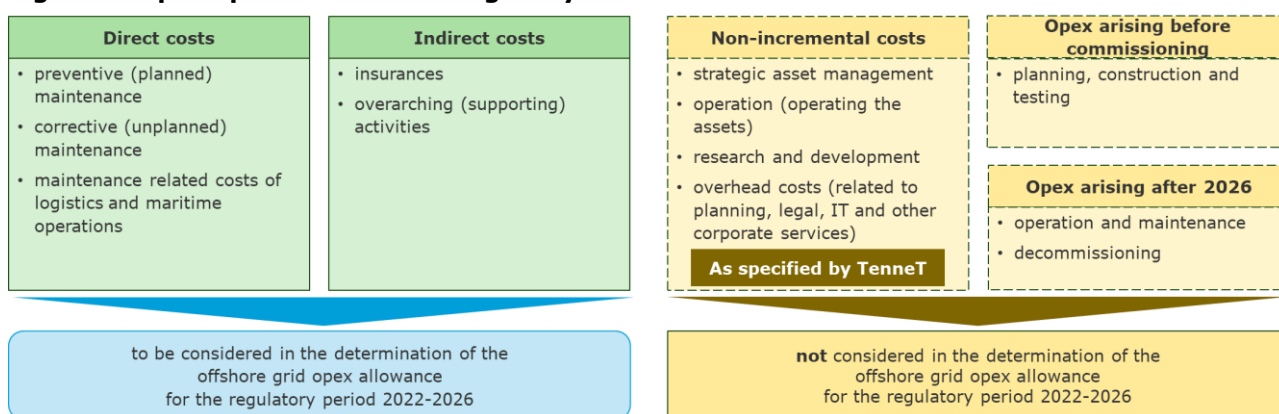 Direct costs
• preventive (planned)
maintenance
• corrective (unplanned)
maintenance
• maintenance related costs of
logistics and maritime
operations
Indirect costs
• insurances
• overarching (supporting)
activities
to be considered in the determination of the
offshore grid opex allowance
for the regulatory period 2022-2026
Non-incremental costs
• strategic asset management
• operation (operating the
assets)
• research and development
• overhead costs (related to
planning, legal, IT and other
corporate services)
As specified by TenneT
Opex arising before
commissioning
• planning, construction and
testing
Opex arising after 2026
• operation and maintenance
• decommissioning
not considered in the determination of the
offshore grid opex allowance
for the regulatory period 2022-2026